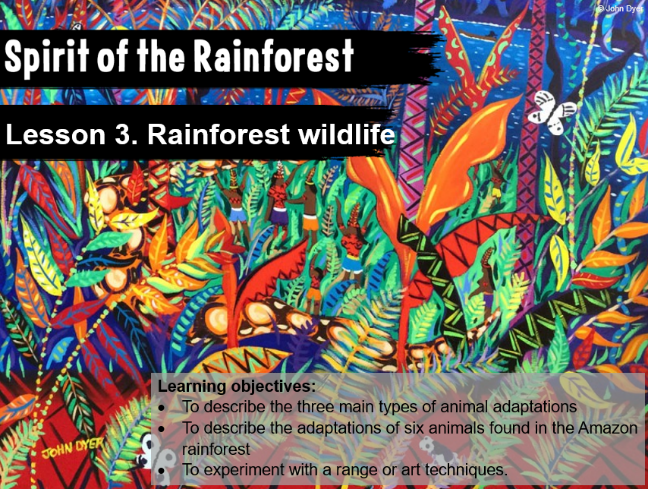 © John Dyer
Spirit of the Rainforest
Lesson 3. Rainforest wildlife
Learning objectives:
• To describe the three main types of animal adaptations
• To describe the adaptations of six animals found in the Amazon
rainforest
• To experiment with a range or art techniques.
JOHN DYER